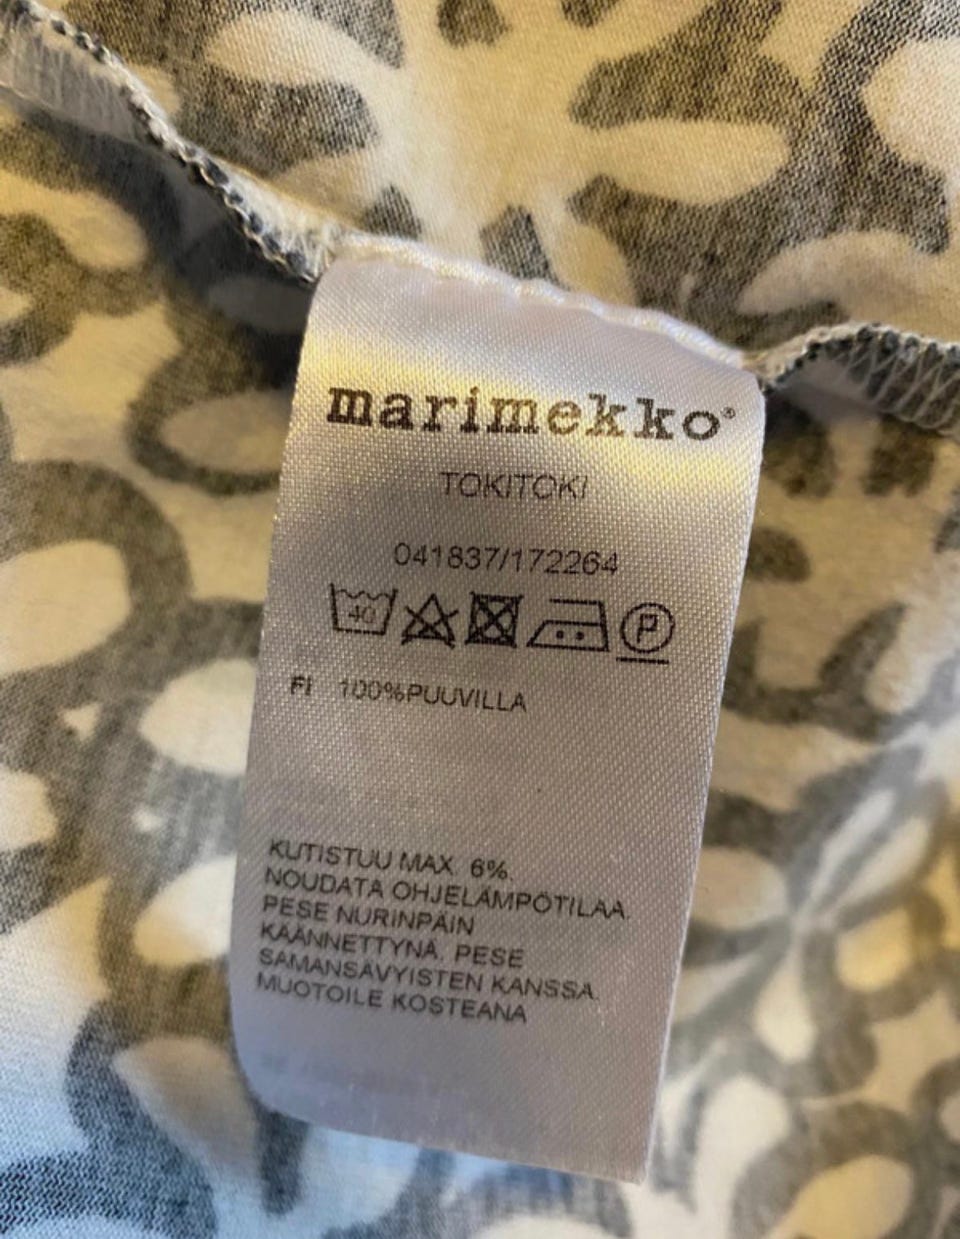 marimekko®
TOKITOKI
041837/172264
40 P
FI 100%PUUVILLA
KUTISTUU MAX. 6%.
NOUDATA OHJELÄMPÖTILAA.
PESE NURINPÄIN
KÄÄNNETTYNÄ. PESE
SAMANSÄVYISTEN KANSSA.
MUOTOILE KOSTEANA